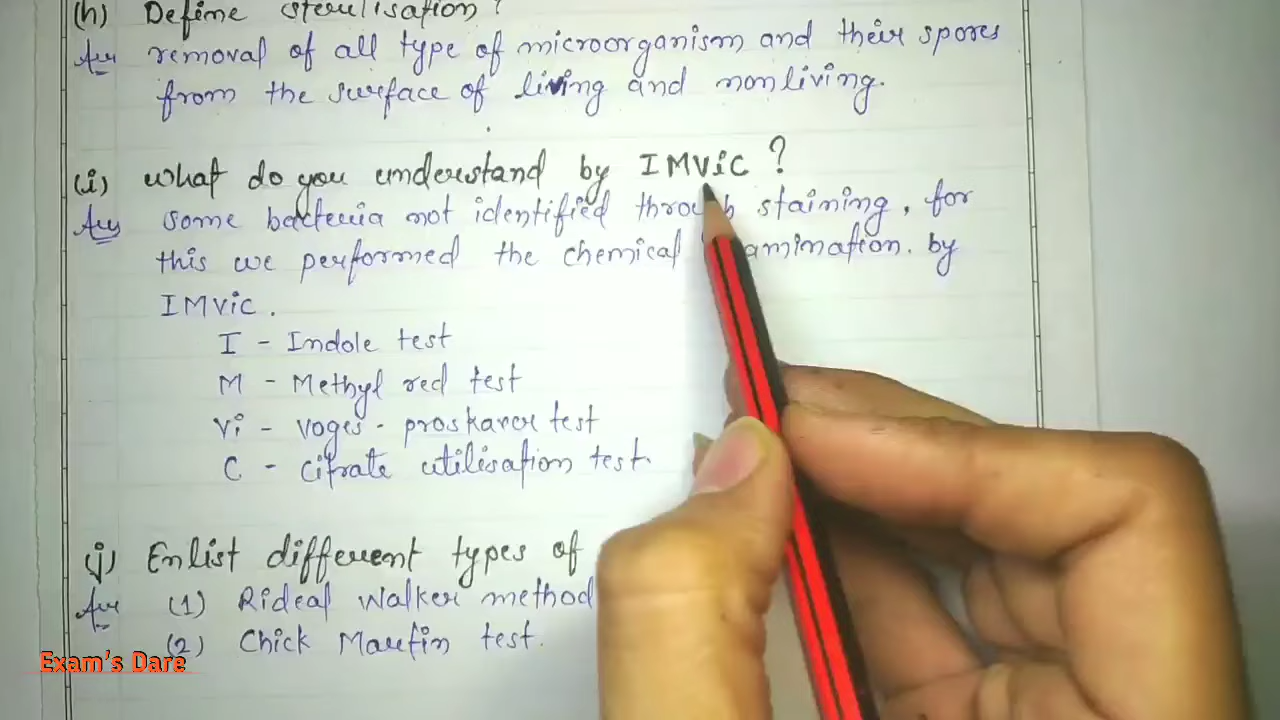 (h) Define sterilisation?
Ans removal of all type of microorganism and their spores
from the surface of living and nonliving.
(i) What do you understand by IMViC ?
Ans some bacteria not identified through staining, for
this we performed the chemical by
IMViC.
I - Indole test
M - Methyl red test
Vi - voges - proskaver test
C - citrate utilisation test.
(j) Enlist different types of
Ans (1) Rideal Walker method
(2) Chick Martin test.
Exam's Dare